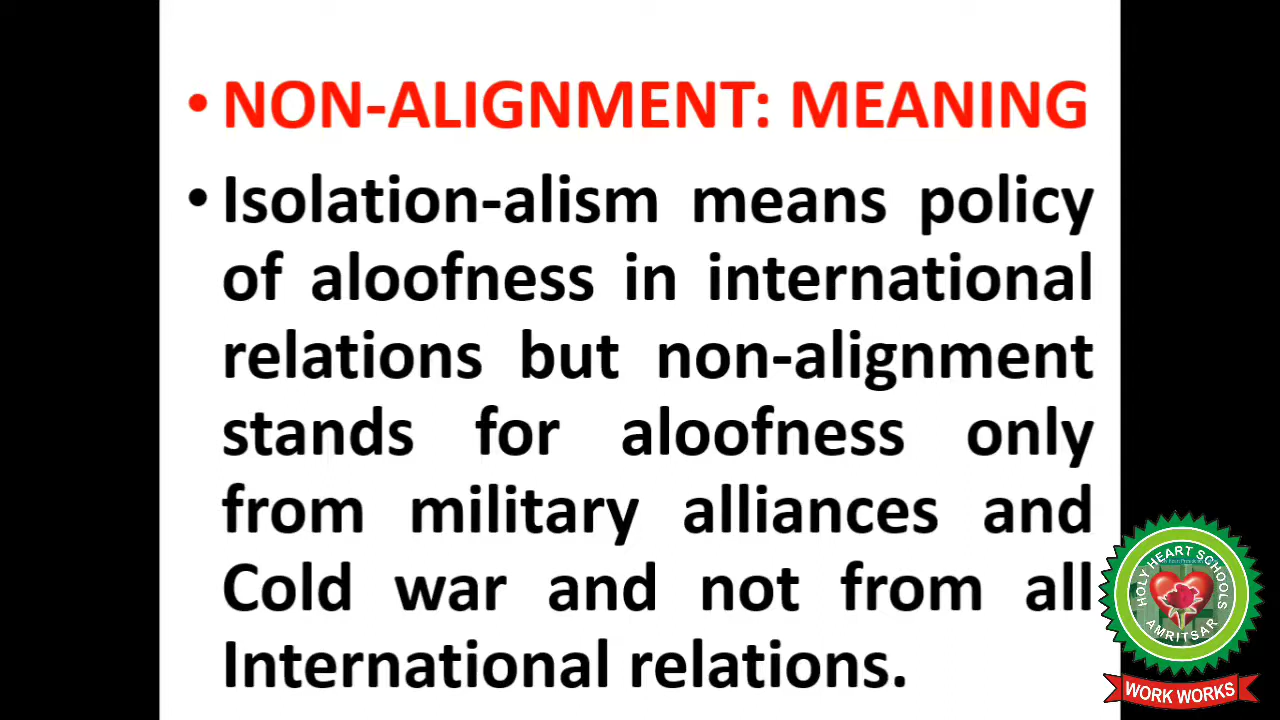 • NON-ALIGNMENT: MEANING
• Isolation-alism means policy
of aloofness in international
relations but non-alignment
stands for aloofness only
from military alliances and
Cold war and not from all
International relations.
HOLY HEART SCHOOLS
AMRITSAR
WORK WORKS